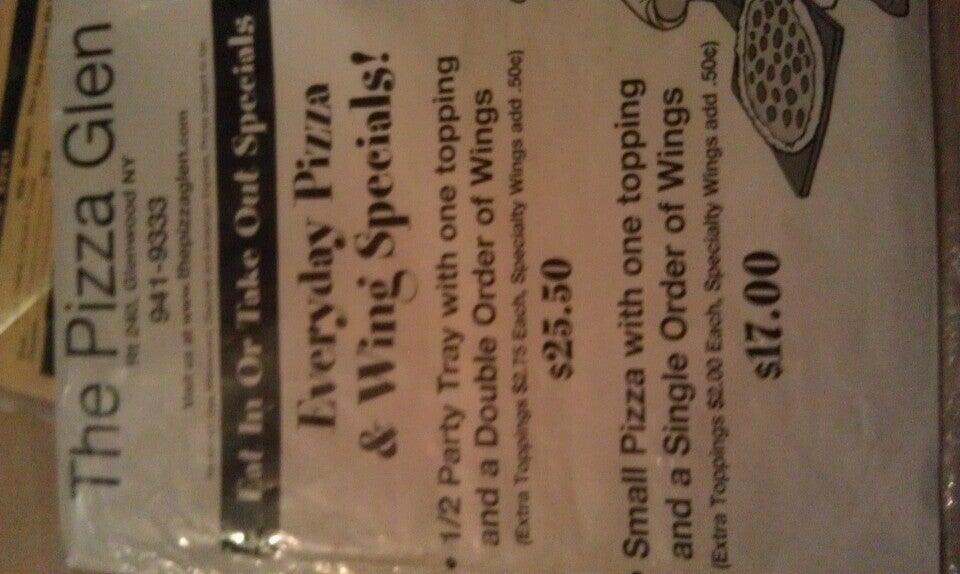 The Pizza Glen
Rt 240, Glenwood NY
941-9333
Visit us at www.thepizzaglen.com
Eat In Or Take Out Specials
Everyday Pizza
& Wing Specials!
• 1/2 Party Tray with one topping
and a Double Order of Wings
(Extra Toppings $2.75 Each, Specialty Wings add .50c)
$25.50
• Small Pizza with one topping
and a Single Order of Wings
(Extra Toppings $2.00 Each, Specialty Wings add .50c)
$17.00